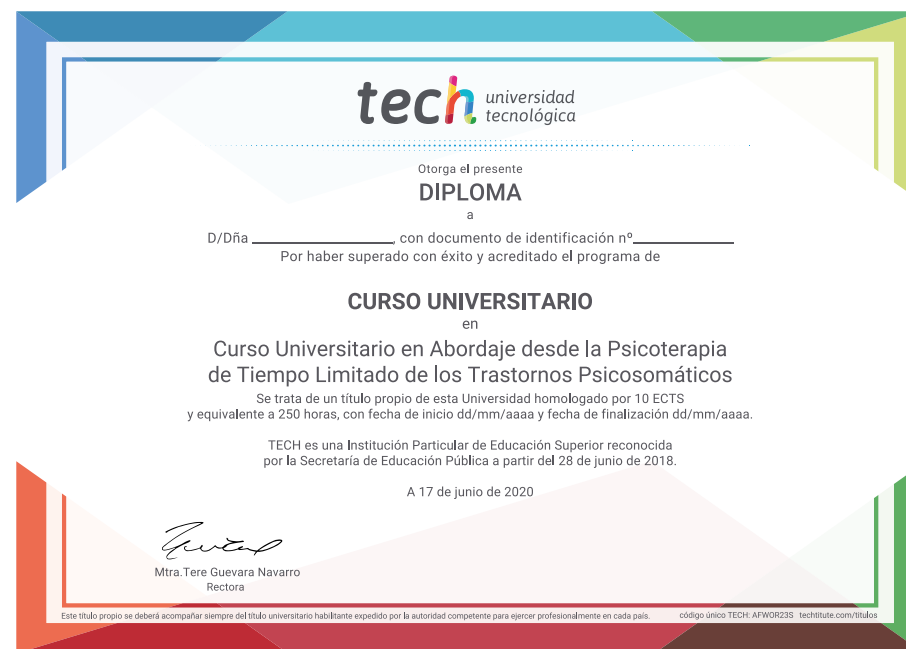 tech universidad
tecnológica
Otorga el presente
DIPLOMA
a
D/Dña ________________, con documento de identificación nº____________
Por haber superado con éxito y acreditado el programa de
CURSO UNIVERSITARIO
en
Curso Universitario en Abordaje desde la Psicoterapia
de Tiempo Limitado de los Trastornos Psicosomáticos
Se trata de un título propio de esta Universidad homologado por 10 ECTS
y equivalente a 250 horas, con fecha de inicio dd/mm/aaaa y fecha de finalización dd/mm/aaaa.
TECH es una Institución Particular de Educación Superior reconocida
por la Secretaría de Educación Pública a partir del 28 de junio de 2018.
A 17 de junio de 2020
Mtra.Tere Guevara Navarro
Rectora
Este título propio se deberá acompañar siempre del título universitario habilitante expedido por la autoridad competente para ejercer profesionalmente en cada país. código único TECH: AFWOR23S techtitute.com/titulos